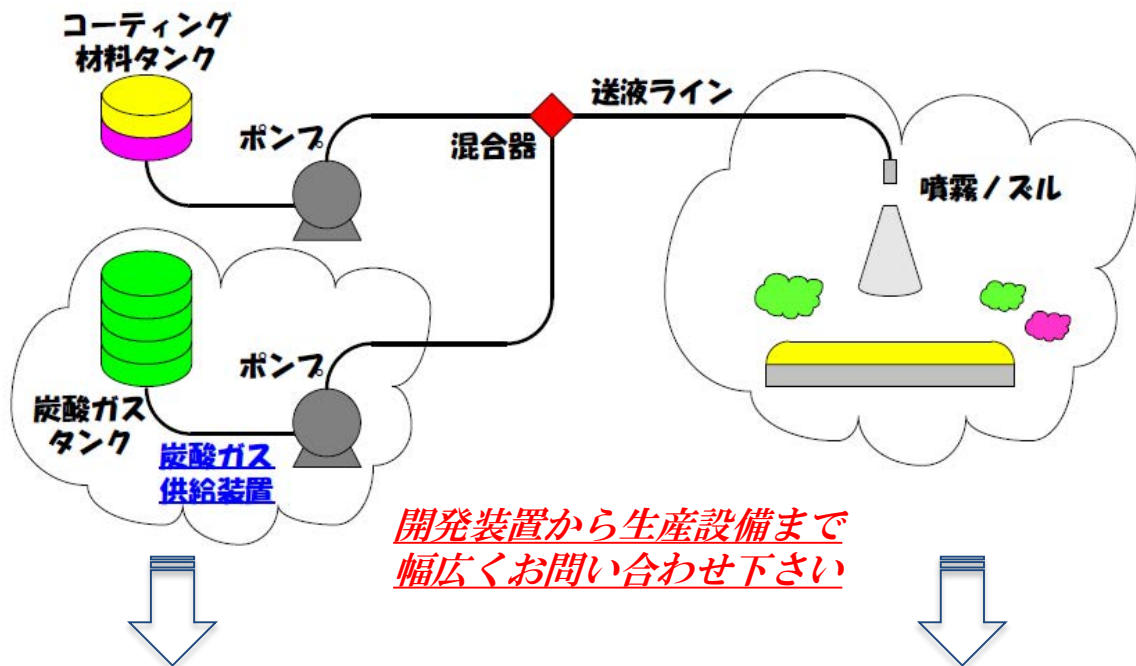 コーティング
材料タンク
ポンプ
混合器
送液ライン
噴霧ノズル
ポンプ
炭酸ガス
タンク
炭酸ガス
供給装置
開発装置から生産設備まで
幅広くお問い合わせ下さい